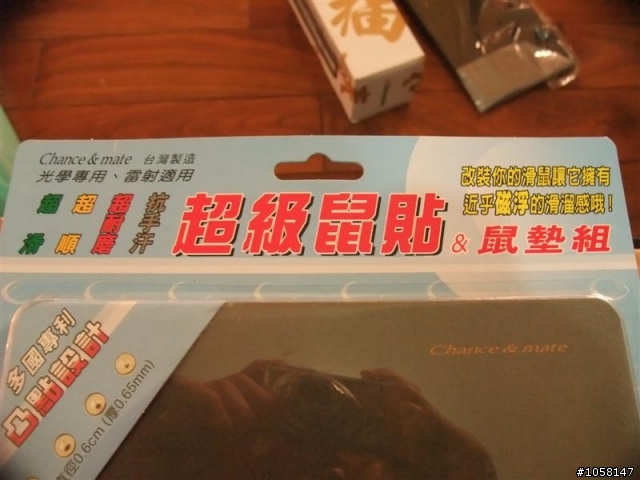 Chance & mate 台灣製造
光學專用、雷射適用
超滑 超順 超耐磨 抗手汗
超級鼠貼 & 鼠墊組
改裝你的滑鼠讓它擁有
近乎磁浮的滑溜感哦！
多國專利
凸點設計
直徑0.6cm (厚0.65mm)
Chance & mate
#1058147